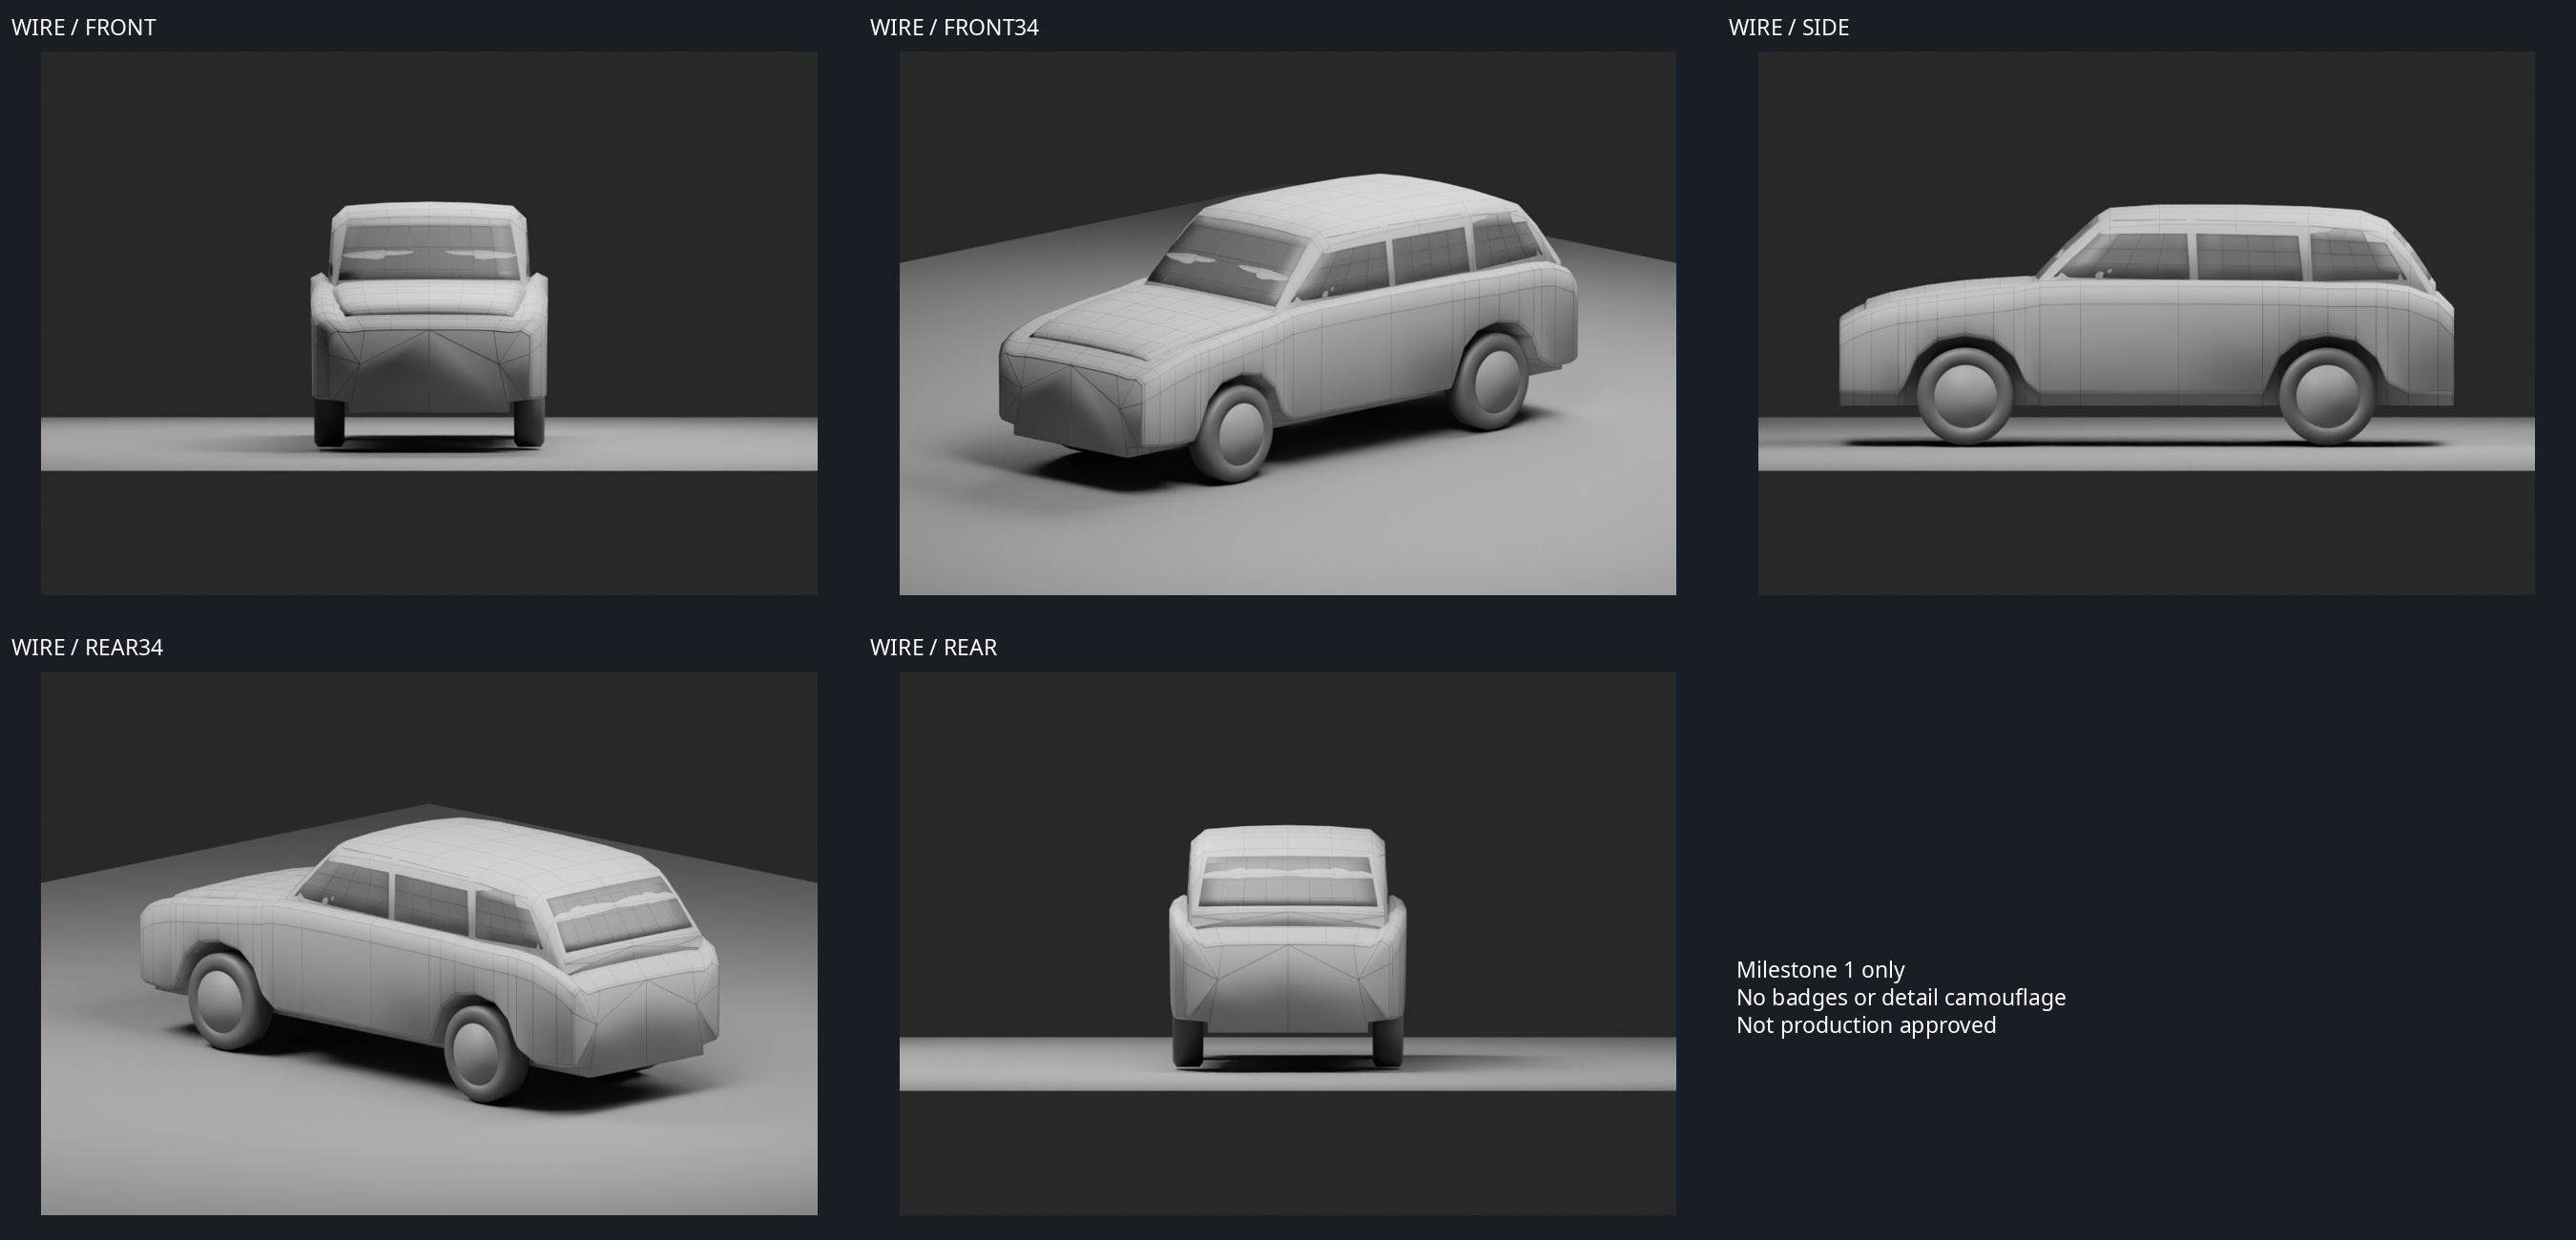 WIRE / FRONT
WIRE / FRONT34
WIRE / SIDE
WIRE / REAR34
WIRE / REAR
Milestone 1 only
No badges or detail camouflage
Not production approved